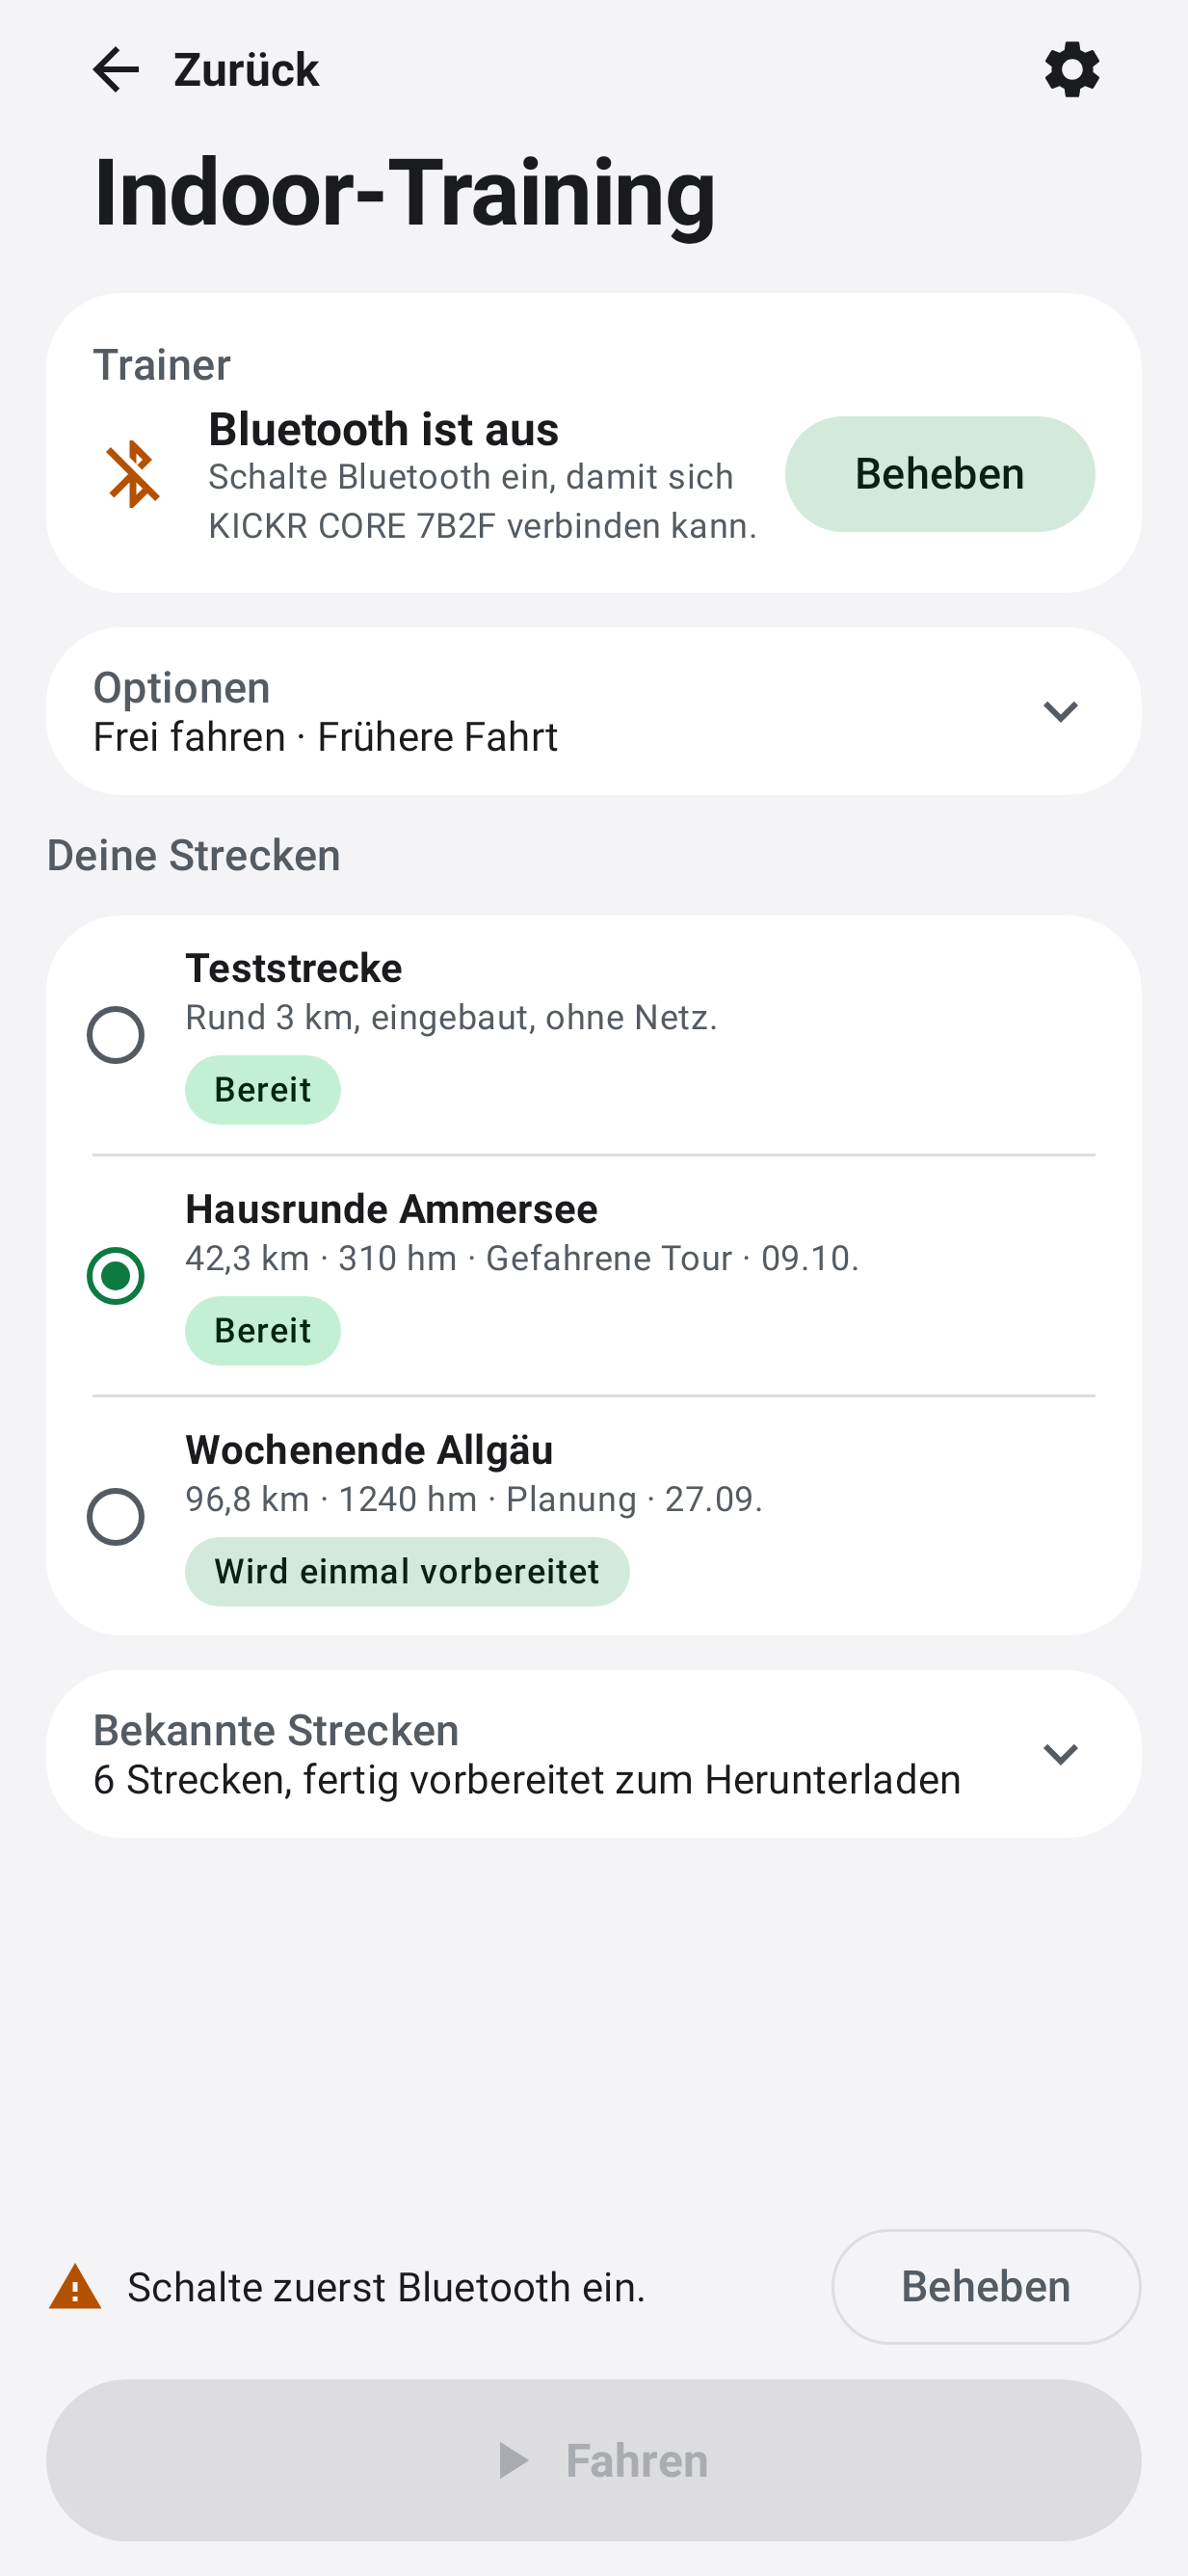 Zurück
Indoor-Training
Trainer
Bluetooth ist aus
Schalte Bluetooth ein, damit sich
KICKR CORE 7B2F verbinden kann.
Beheben
Optionen
Frei fahren · Frühere Fahrt
Deine Strecken
Teststrecke
Rund 3 km, eingebaut, ohne Netz.
Bereit
Hausrunde Ammersee
42,3 km · 310 hm · Gefahrene Tour · 09.10.
Bereit
Wochenende Allgäu
96,8 km · 1240 hm · Planung · 27.09.
Wird einmal vorbereitet
Bekannte Strecken
6 Strecken, fertig vorbereitet zum Herunterladen
Schalte zuerst Bluetooth ein.
Beheben
Fahren